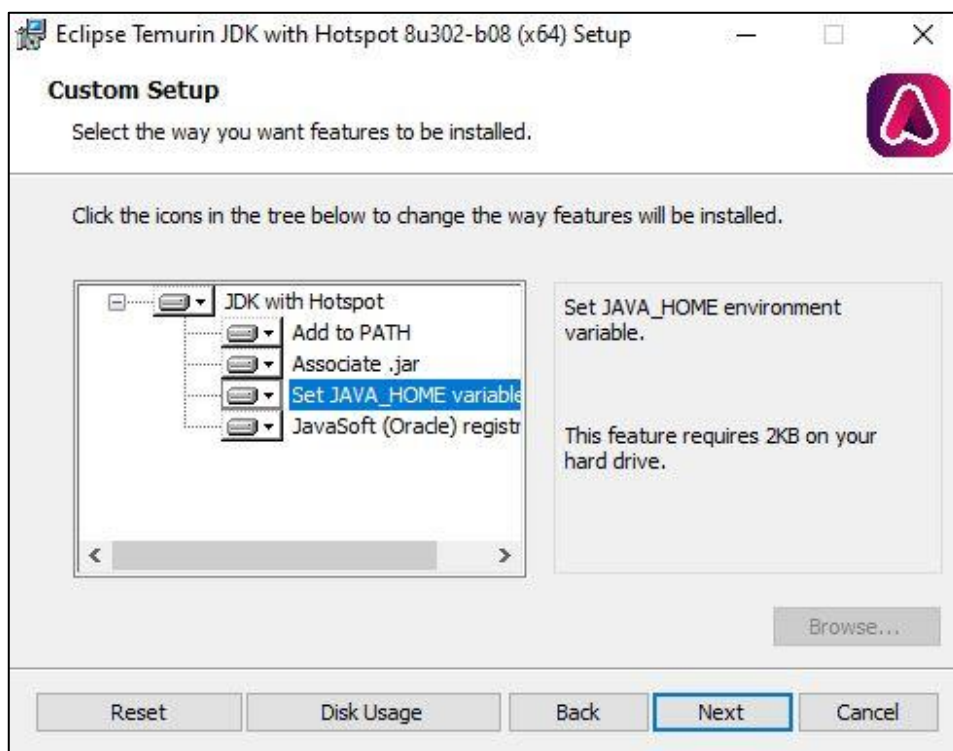 Eclipse Temurin JDK with Hotspot 8u302-b08 (x64) Setup
Custom Setup
Select the way you want features to be installed.
Click the icons in the tree below to change the way features will be installed.
JDK with Hotspot
Add to PATH
Associate .jar
Set JAVA_HOME variable
JavaSoft (Oracle) registr
Set JAVA_HOME environment
variable.
This feature requires 2KB on your
hard drive.
Browse...
Reset Disk Usage Back Next Cancel